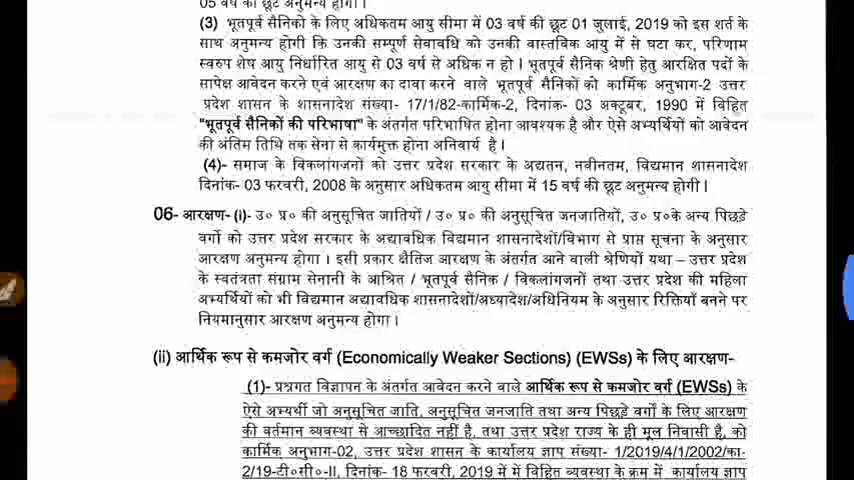 05 वर्ष की छूट अनुमन्य होगी।
(3) भूतपूर्व सैनिको के लिए अधिकतम आयु सीमा में 03 वर्ष की छूट 01 जुलाई, 2019 को इस शर्त के
साथ अनुमन्य होगी कि उनकी सम्पूर्ण सेवावधि को उनकी वास्तविक आयु में से घटा कर, परिणाम
स्वरुप शेष आयु निर्धारित आयु से 03 वर्ष से अधिक न हो। भूतपूर्व सैनिक श्रेणी हेतु आरक्षित पदों के
सापेक्ष आवेदन करने एवं आरक्षण का दावा करने वाले भूतपूर्व सैनिकों को कार्मिक अनुभाग-2 उत्तर
प्रदेश शासन के शासनादेश संख्या- 17/1/82-कार्मिक-2, दिनांक- 03 अक्टूबर, 1990 में विहित
"भूतपूर्व सैनिकों की परिभाषा" के अंतर्गत परिभाषित होना आवश्यक है और ऐसे अभ्यर्थियों को आवेदन
की अंतिम तिथि तक सेना से कार्यमुक्त होना अनिवार्य है।
(4)- समाज के विकलांगजनों को उत्तर प्रदेश सरकार के अद्यतन, नवीनतम, विद्यमान शासनादेश
दिनांक- 03 फरवरी, 2008 के अनुसार अधिकतम आयु सीमा में 15 वर्ष की छूट अनुमन्य होगी।
06- आरक्षण- (i)- उ० प्र० की अनुसूचित जातियों / उ० प्र० की अनुसूचित जनजातियों, उ० प्र०के अन्य पिछड़े
वर्गो को उत्तर प्रदेश सरकार के अद्यावधिक विद्यमान शासनादेशों/विभाग से प्राप्त सूचना के अनुसार
आरक्षण अनुमन्य होगा। इसी प्रकार क्षैतिज आरक्षण के अंतर्गत आने वाली श्रेणियों यथा – उत्तर प्रदेश
के स्वतंत्रता संग्राम सेनानी के आश्रित / भूतपूर्व सैनिक / विकलांगजनों तथा उत्तर प्रदेश की महिला
अभ्यर्थियों को भी विद्यमान अद्यावधिक शासनादेशों/अध्यादेश/अधिनियम के अनुसार रिक्तियाँ बनने पर
नियमानुसार आरक्षण अनुमन्य होगा।
(ii) आर्थिक रूप से कमजोर वर्ग (Economically Weaker Sections) (EWSs) के लिए आरक्षण-
(1)- प्रश्नगत विज्ञापन के अंतर्गत आवेदन करने वाले आर्थिक रूप से कमजोर वर्ग (EWSs) के
ऐसे अभ्यर्थी जो अनुसूचित जाति, अनुसूचित जनजाति तथा अन्य पिछड़े वर्गो के लिए आरक्षण
की वर्तमान व्यवस्था से आच्छादित नहीं है, तथा उत्तर प्रदेश राज्य के ही मूल निवासी है, को
कार्मिक अनुभाग-02, उत्तर प्रदेश शासन के कार्यालय ज्ञाप संख्या- 1/2019/4/1/2002/का-
2/19-टी०सी०-II, दिनांक- 18 फरवरी, 2019 में में विहित व्यवस्था के क्रम में कार्यालय ज्ञाप